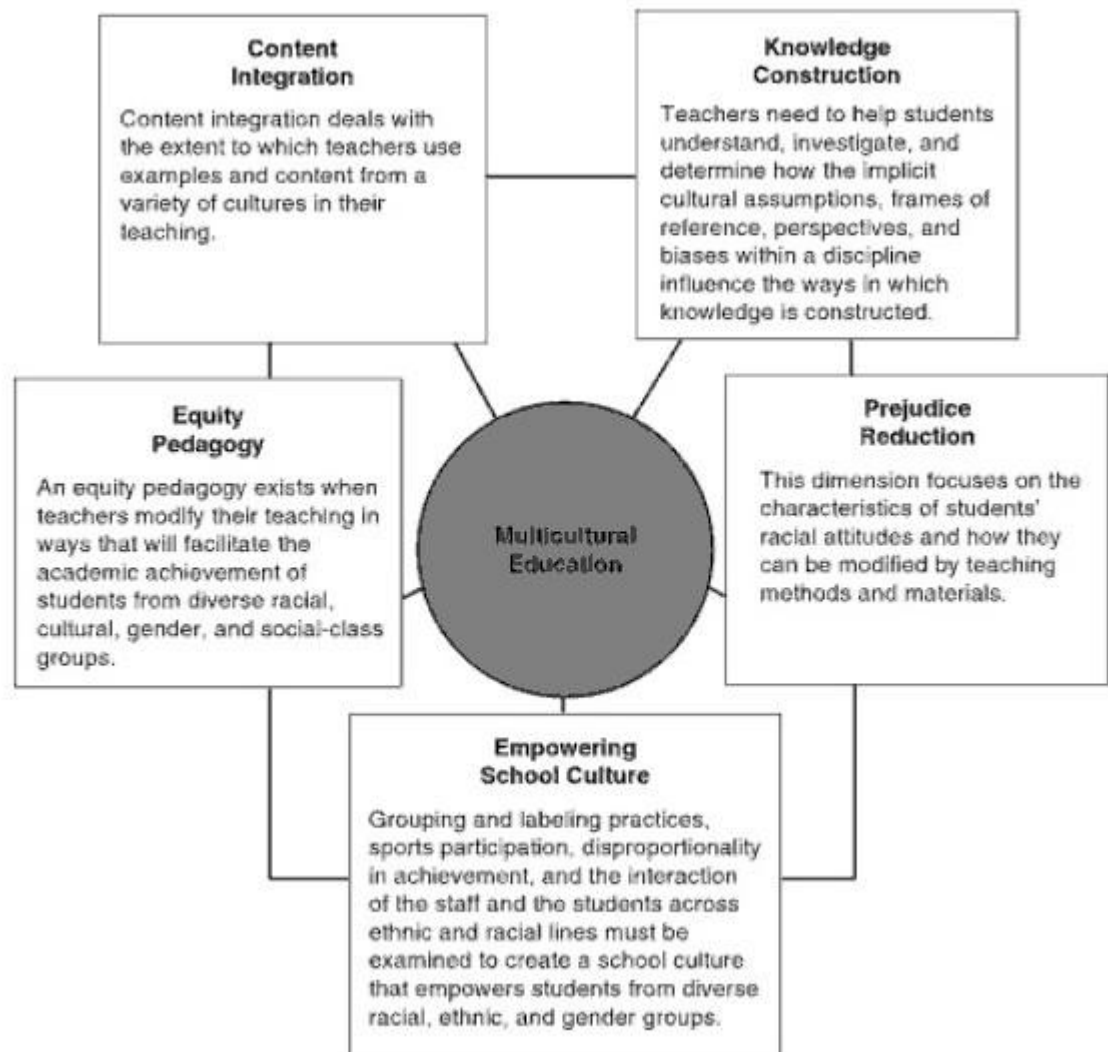 Content
Integration
Content integration deals with
the extent to which teachers use
examples and content from a
variety of cultures in their
teaching.
Knowledge
Construction
Teachers need to help students
understand, investigate, and
determine how the implicit
cultural assumptions, frames of
reference, perspectives, and
biases within a discipline
influence the ways in which
knowledge is constructed.
Equity
Pedagogy
An equity pedagogy exists when
teachers modify their teaching in
ways that will facilitate the
academic achievement of
students from diverse racial,
cultural, gender, and social-class
groups.
Multicultural
Education
Prejudice
Reduction
This dimension focuses on the
characteristics of students'
racial attitudes and how they
can be modified by teaching
methods and materials.
Empowering
School Culture
Grouping and labeling practices,
sports participation, disproportionality
in achievement, and the interaction
of the staff and the students across
ethnic and racial lines must be
examined to create a school culture
that empowers students from diverse
racial, ethnic, and gender groups.